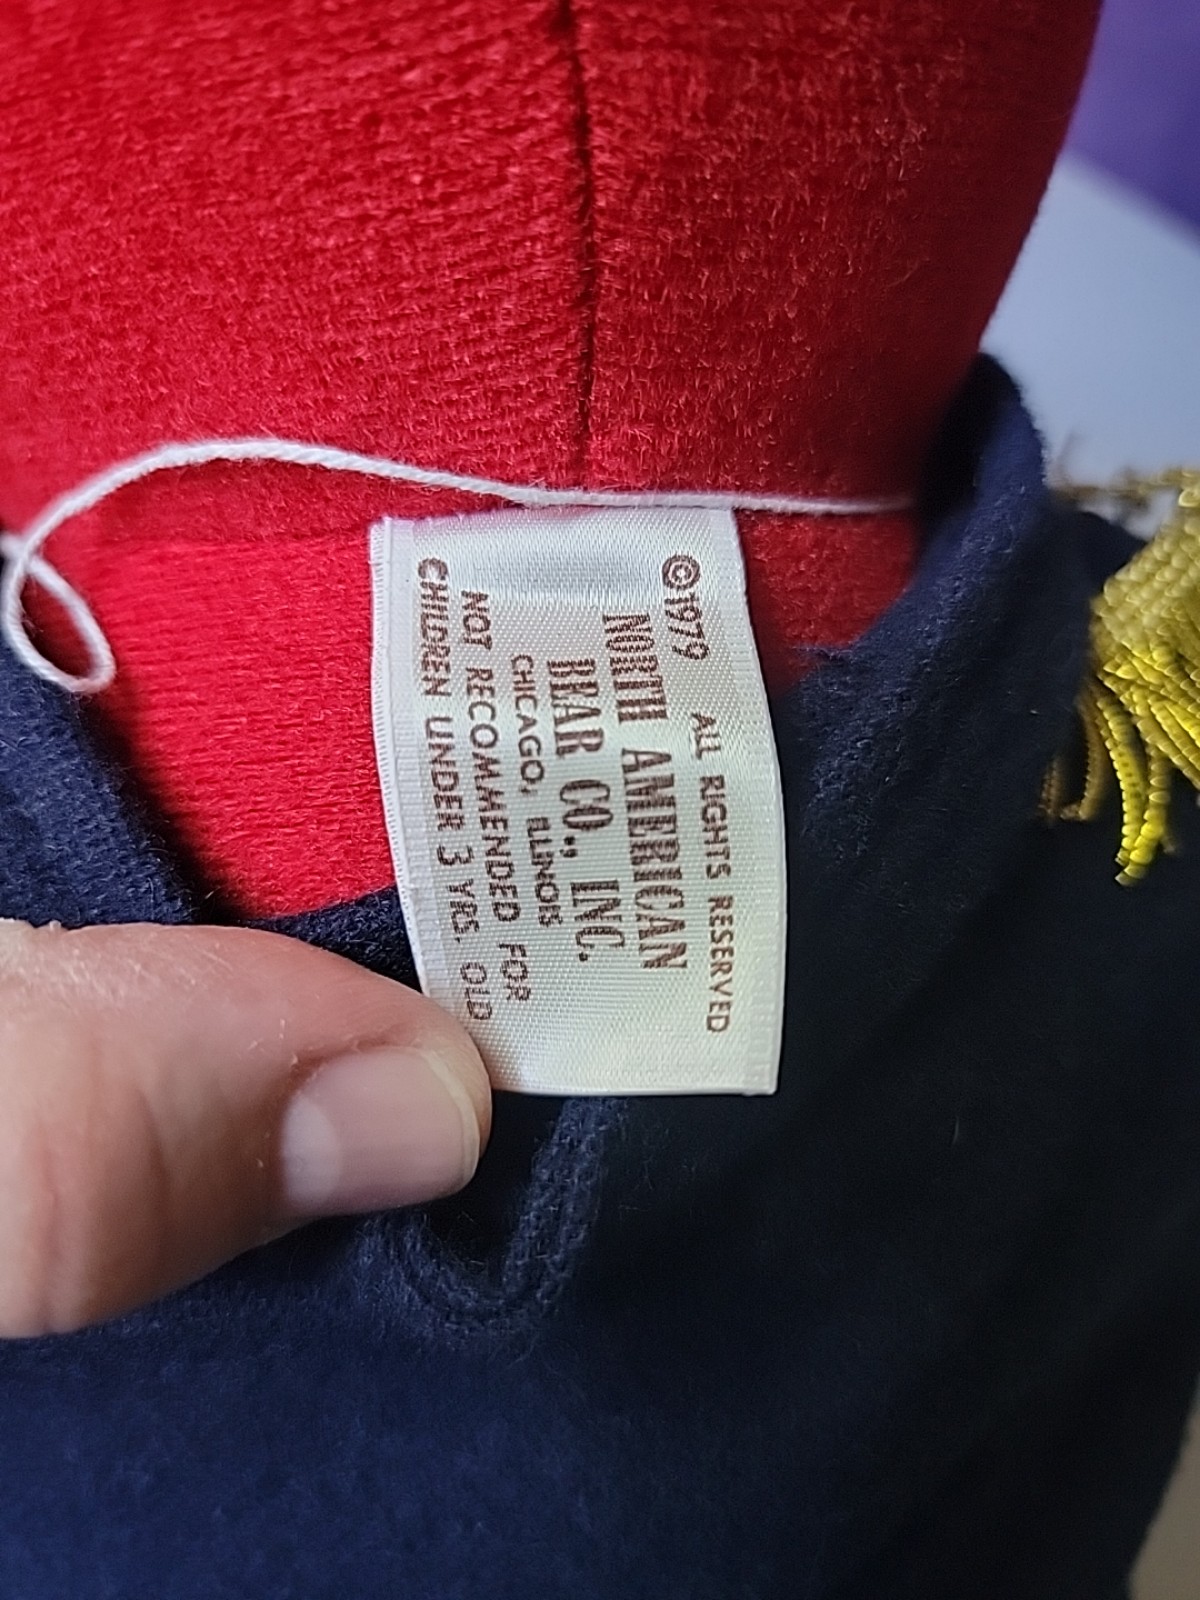 ©1979 ALL RIGHTS RESERVED
NORTH AMERICAN
BEAR CO., INC.
CHICAGO, ILLINOIS
NOT RECOMMENDED FOR
CHILDREN UNDER 3 YRS. OLD